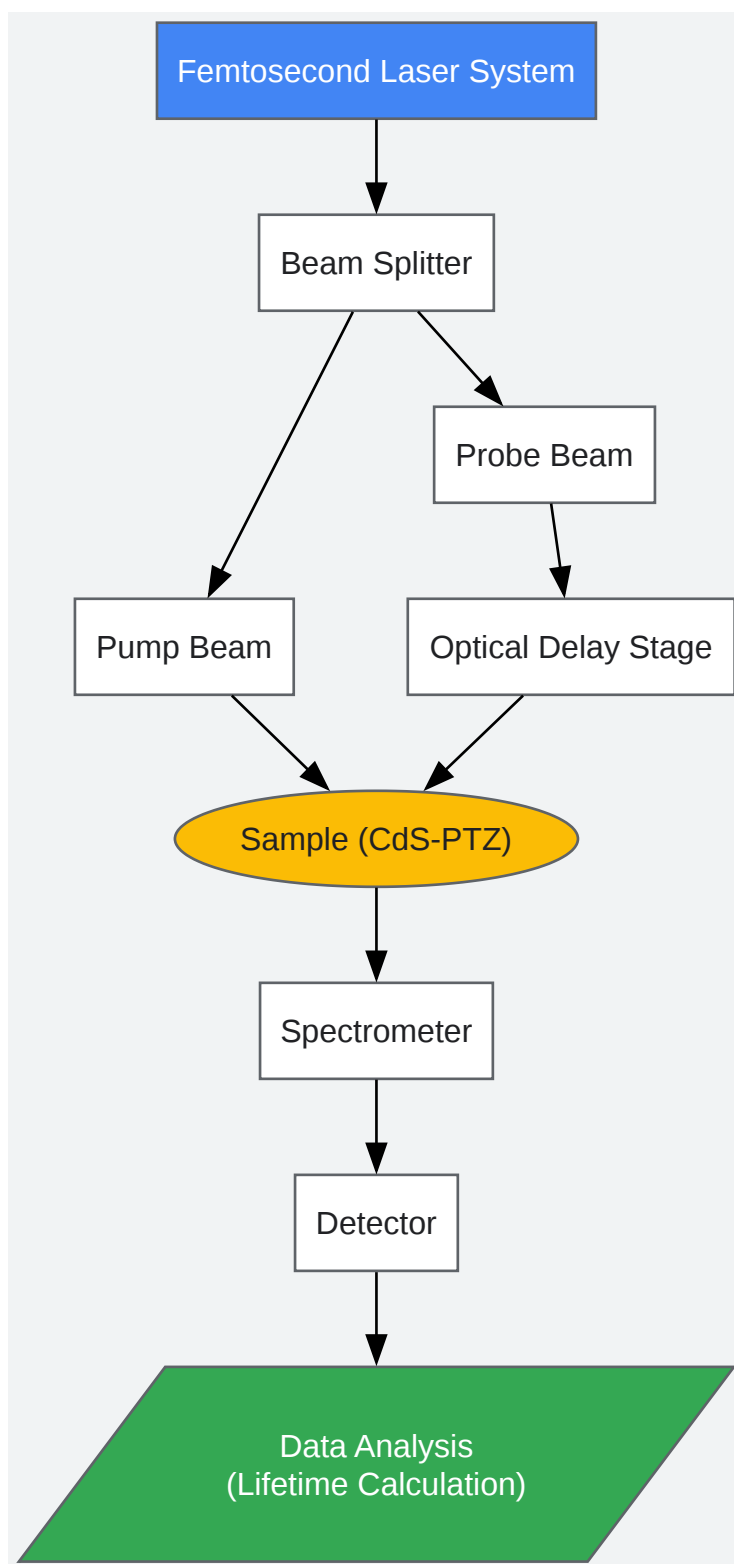 Femtosecond Laser System
Beam Splitter
Probe Beam
Pump Beam
Optical Delay Stage
Sample (CdS-PTZ)
Spectrometer
Detector
Data Analysis
(Lifetime Calculation)